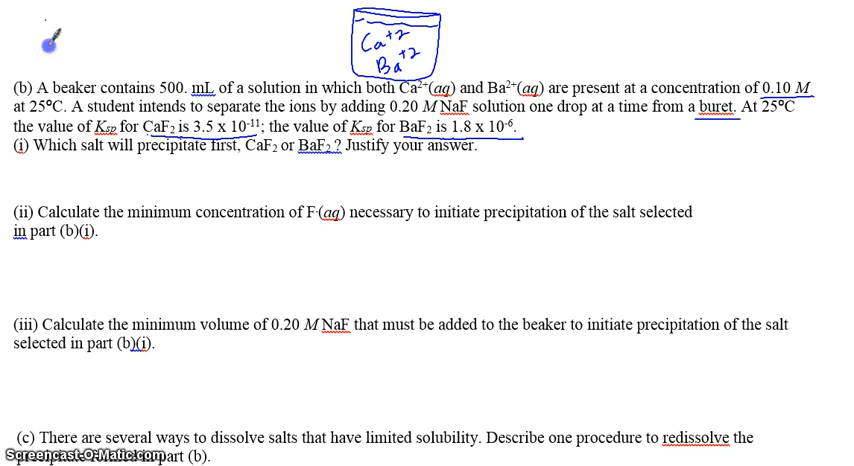 Ca+2
Ba+2
(b) A beaker contains 500. mL of a solution in which both Ca2+(aq) and Ba2+(aq) are present at a concentration of 0.10 M
at 25ºC. A student intends to separate the ions by adding 0.20 M NaF solution one drop at a time from a buret. At 25ºC
the value of Ksp for CaF2 is 3.5 x 10-11; the value of Ksp for BaF2 is 1.8 x 10-6.
(i) Which salt will precipitate first, CaF2 or BaF2 ? Justify your answer.
(ii) Calculate the minimum concentration of F-(aq) necessary to initiate precipitation of the salt selected
in part (b)(i).
(iii) Calculate the minimum volume of 0.20 M NaF that must be added to the beaker to initiate precipitation of the salt
selected in part (b)(i).
(c) There are several ways to dissolve salts that have limited solubility. Describe one procedure to redissolve the
Screencast-O-Matic.com part (b).